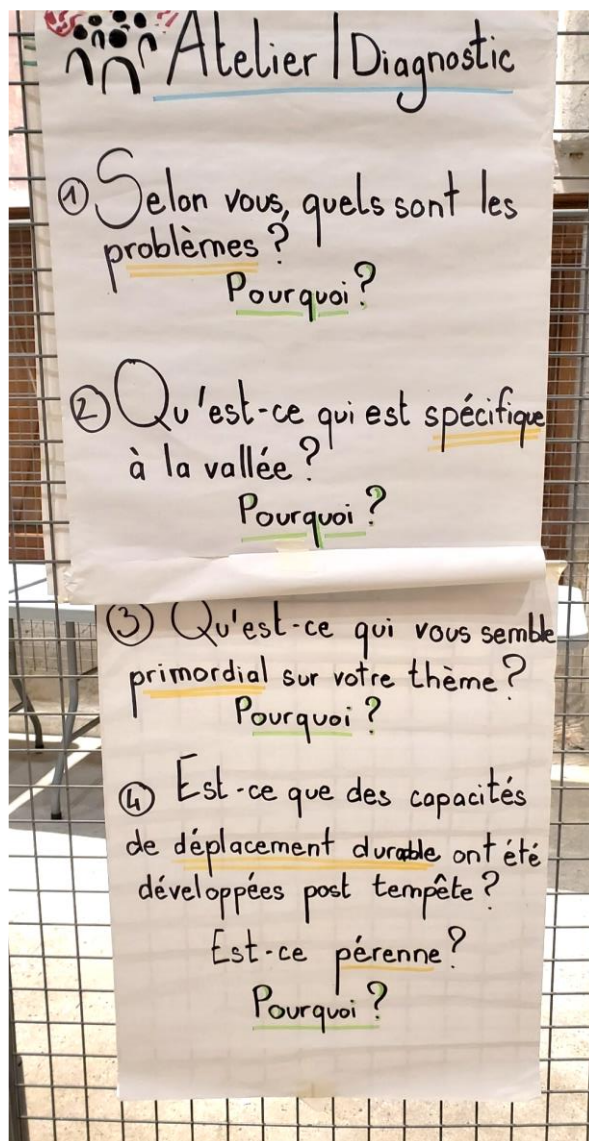 Atelier | Diagnostic
① Selon vous, quels sont les
problèmes ?
Pourquoi ?
② Qu'est-ce qui est spécifique
à la vallée ?
Pourquoi ?
③ Qu'est-ce qui vous semble
primordial sur votre thème ?
Pourquoi ?
④ Est-ce que des capacités
de déplacement durable ont été
développées post tempête ?
Est-ce pérenne ?
Pourquoi ?